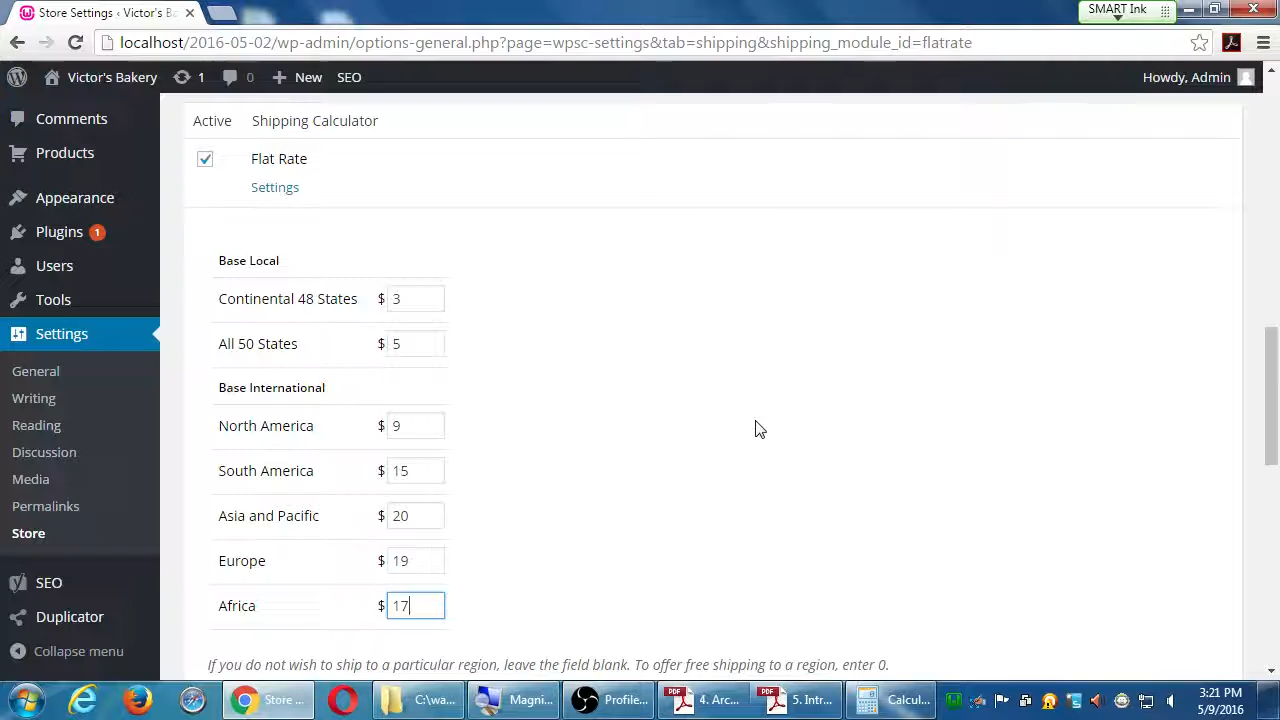 Store Settings ‹ Victor's Ba
SMART Ink
localhost/2016-05-02/wp-admin/options-general.php?page=wpsc-settings&tab=shipping&shipping_module_id=flatrate
Victor's Bakery
1
0
New
SEO
Howdy, Admin
Comments
Products
Appearance
Plugins 1
Users
Tools
Settings
General
Writing
Reading
Discussion
Media
Permalinks
Store
SEO
Duplicator
Collapse menu
Active Shipping Calculator
Flat Rate
Settings
Base Local
Continental 48 States $ 3
All 50 States $ 5
Base International
North America $ 9
South America $ 15
Asia and Pacific $ 20
Europe $ 19
Africa $ 17
If you do not wish to ship to a particular region, leave the field blank. To offer free shipping to a region, enter 0.
Store ...
C:\wa...
Magni...
Profile...
PDF
4. Arc...
PDF
5. Intr...
Calcul...
3:21 PM
5/9/2016